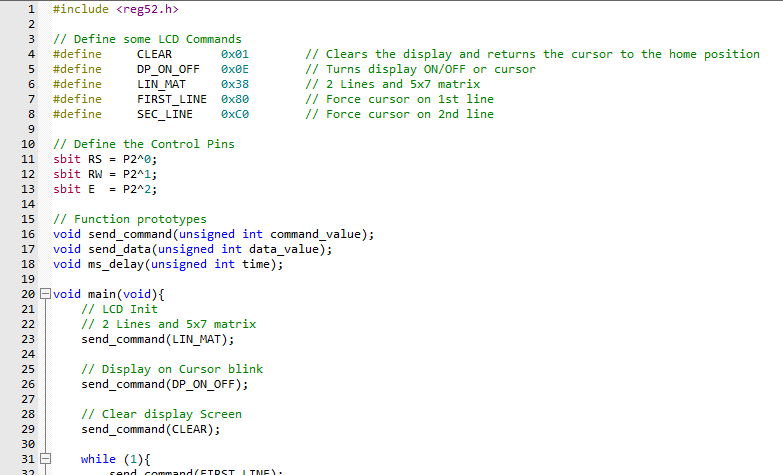 1 #include <reg52.h>
2
3 // Define some LCD Commands
4 #define     CLEAR       0x01        // Clears the display and returns the cursor to the home position
5 #define     DP_ON_OFF   0x0E        // Turns display ON/OFF or cursor
6 #define     LIN_MAT     0x38        // 2 Lines and 5x7 matrix
7 #define     FIRST_LINE  0x80        // Force cursor on 1st line
8 #define     SEC_LINE    0xC0        // Force cursor on 2nd line
9
10 // Define the Control Pins
11 sbit RS = P2^0;
12 sbit RW = P2^1;
13 sbit E  = P2^2;
14
15 // Function prototypes
16 void send_command(unsigned int command_value);
17 void send_data(unsigned int data_value);
18 void ms_delay(unsigned int time);
19
20 void main(void){
21     // LCD Init
22     // 2 Lines and 5x7 matrix
23     send_command(LIN_MAT);
24
25     // Display on Cursor blink
26     send_command(DP_ON_OFF);
27
28     // Clear display Screen
29     send_command(CLEAR);
30
31     while (1){
32         send_command(FIRST_LINE);